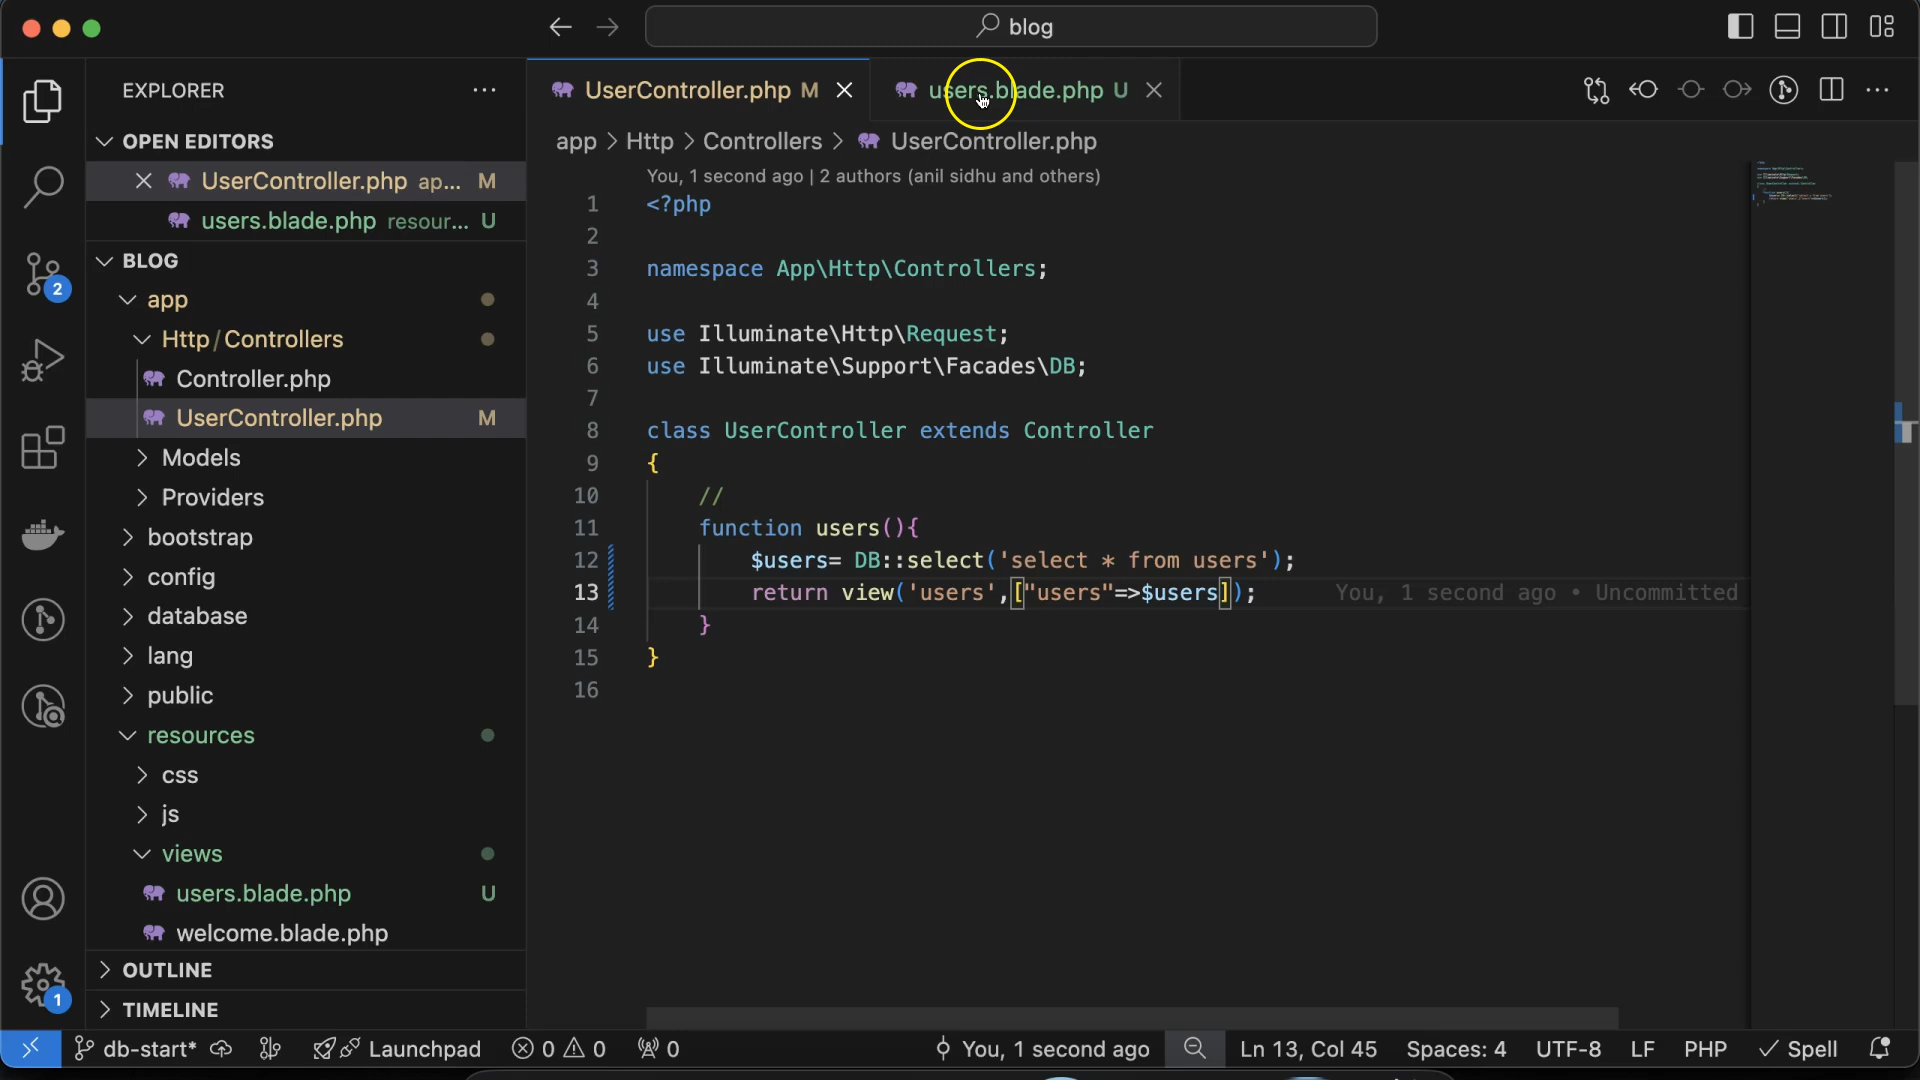 blog
EXPLORER
OPEN EDITORS
UserController.php ap... M
users.blade.php resour... U
BLOG
app
Http/Controllers
Controller.php
UserController.php M
Models
Providers
bootstrap
config
database
lang
public
resources
css
js
views
users.blade.php U
welcome.blade.php
OUTLINE
TIMELINE
2
1
UserController.php M
users.blade.php U
app > Http > Controllers > UserController.php
You, 1 second ago | 2 authors (anil sidhu and others)
1 <?php
2
3 namespace App\Http\Controllers;
4
5 use Illuminate\Http\Request;
6 use Illuminate\Support\Facades\DB;
7
8 class UserController extends Controller
9 {
10 //
11 function users(){
12 $users= DB::select('select * from users');
13 return view('users',["users"=>$users]); You, 1 second ago • Uncommitted
14 }
15 }
16
db-start* Launchpad 0 0 0 You, 1 second ago Ln 13, Col 45 Spaces: 4 UTF-8 LF PHP Spell